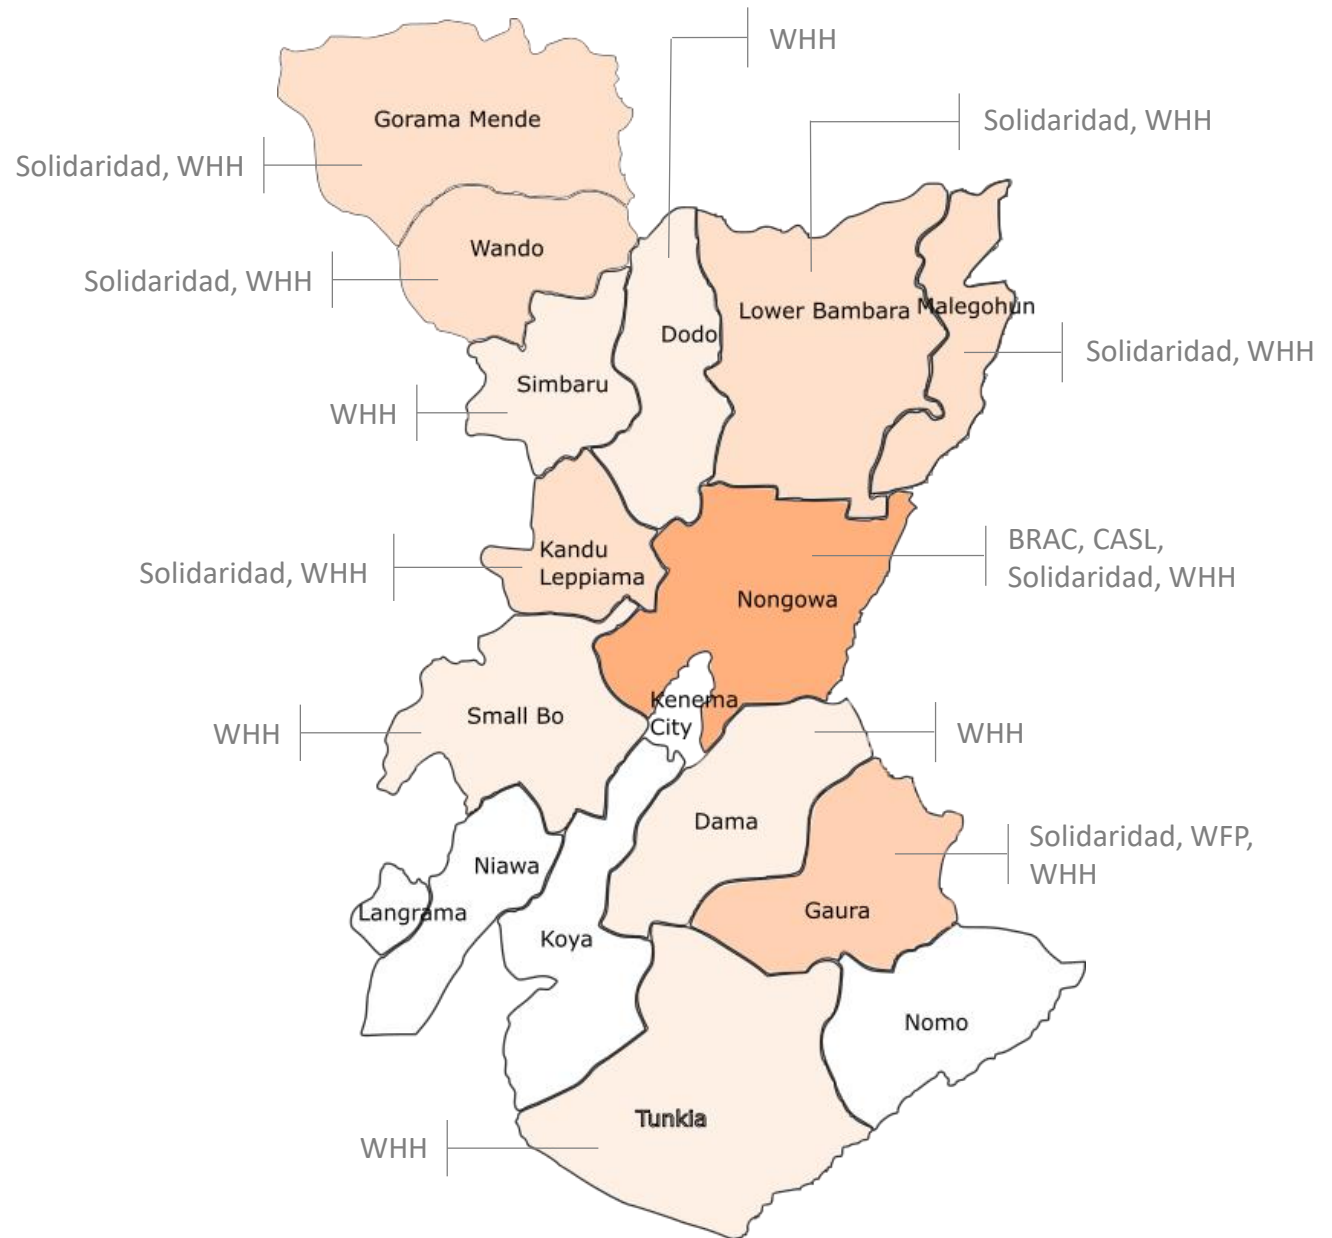 WHH
Solidaridad, WHH
Gorama Mende
Solidaridad, WHH
Wando
Solidaridad, WHH
Lower Bambara
Malegohun
Dodo
Solidaridad, WHH
Simbaru
WHH
BRAC, CASL,
Solidaridad, WHH
Kandu
Leppiama
Solidaridad, WHH
Nongowa
Kenema
City
Small Bo
WHH
WHH
Dama
Solidaridad, WFP,
WHH
Niawa
Langrama
Gaura
Koya
Nomo
Tunkia
WHH